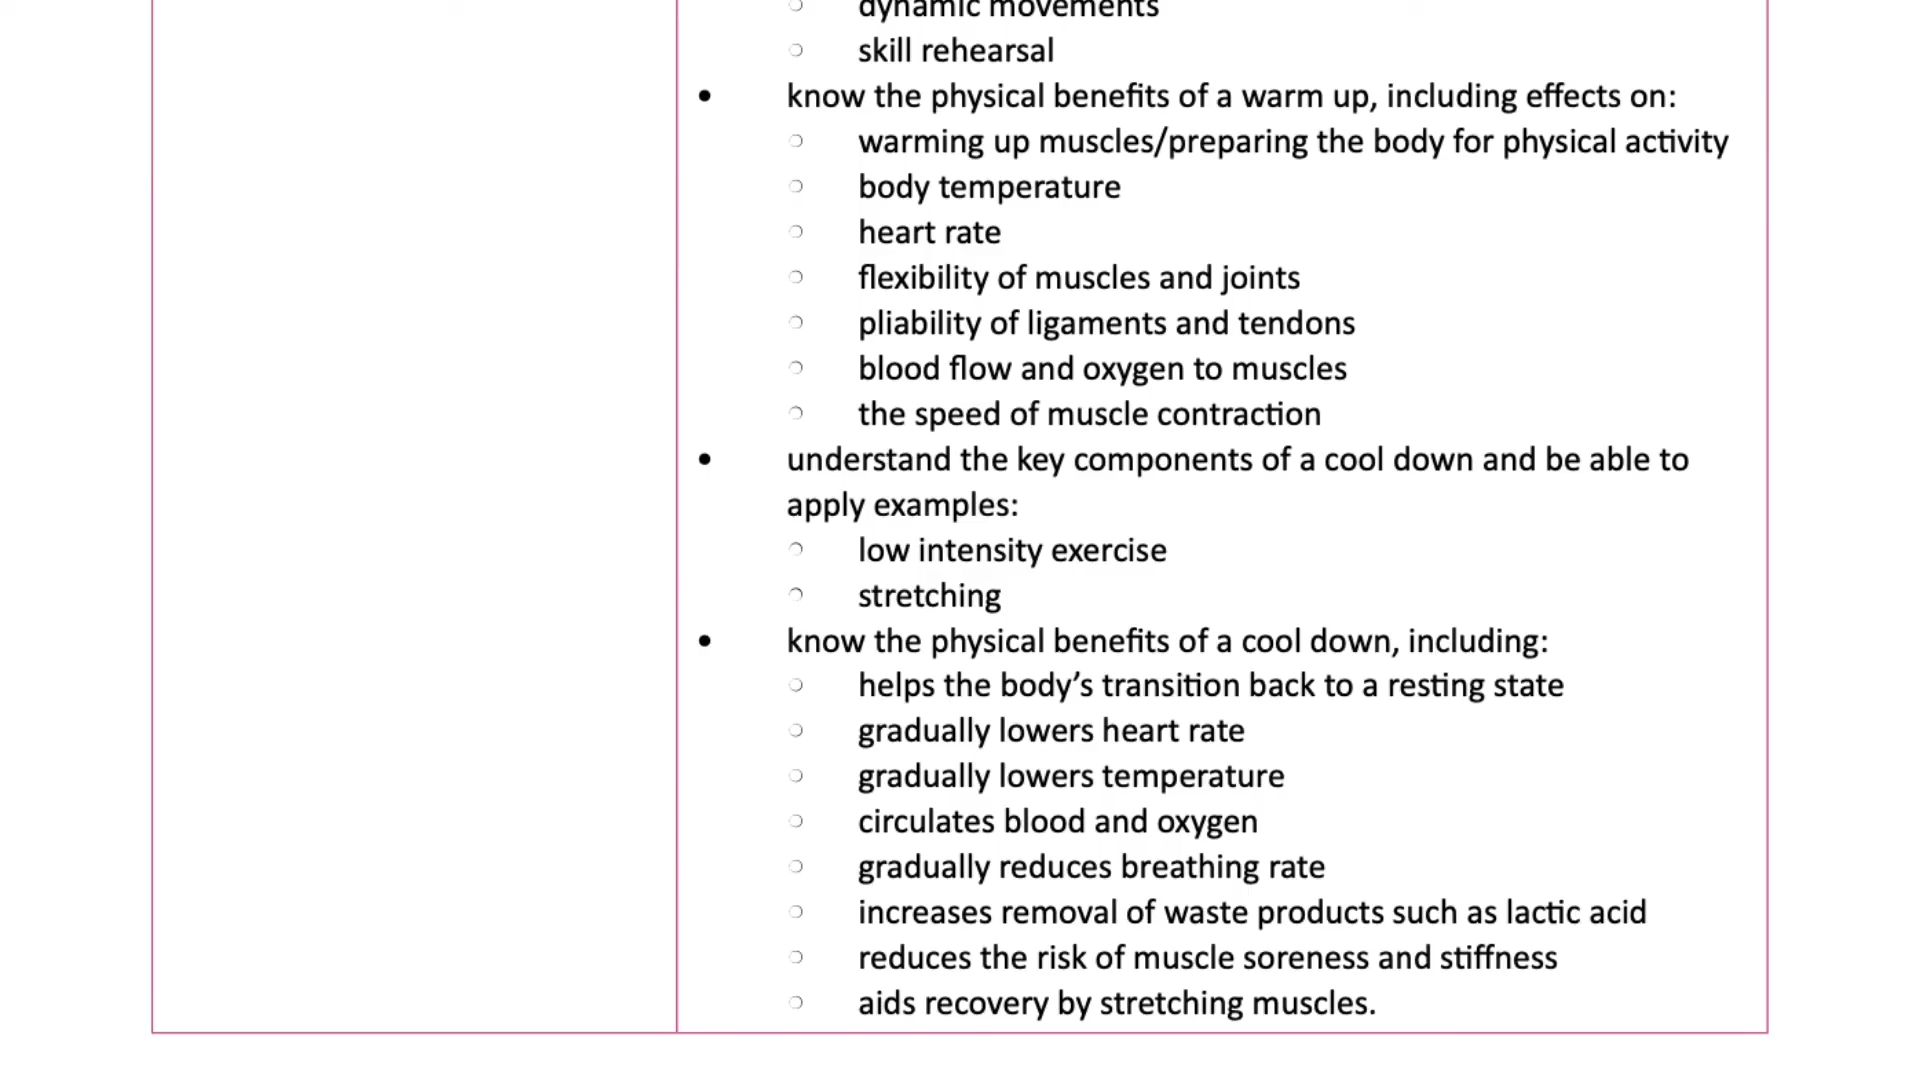 dynamic movements
skill rehearsal
know the physical benefits of a warm up, including effects on:
warming up muscles/preparing the body for physical activity
body temperature
heart rate
flexibility of muscles and joints
pliability of ligaments and tendons
blood flow and oxygen to muscles
the speed of muscle contraction
understand the key components of a cool down and be able to
apply examples:
low intensity exercise
stretching
know the physical benefits of a cool down, including:
helps the body’s transition back to a resting state
gradually lowers heart rate
gradually lowers temperature
circulates blood and oxygen
gradually reduces breathing rate
increases removal of waste products such as lactic acid
reduces the risk of muscle soreness and stiffness
aids recovery by stretching muscles.